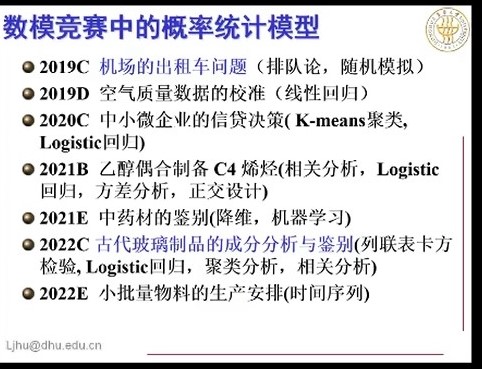 数模竞赛中的概率统计模型
2019C 机场的出租车问题（排队论，随机模拟）
2019D 空气质量数据的校准（线性回归）
2020C 中小微企业的信贷决策( K-means聚类,
Logistic回归)
2021B 乙醇偶合制备 C4 烯烃(相关分析，Logistic
回归，方差分析，正交设计)
2021E 中药材的鉴别(降维，机器学习)
2022C 古代玻璃制品的成分分析与鉴别(列联表卡方
检验, Logistic回归，聚类分析，相关分析)
2022E 小批量物料的生产安排(时间序列)
Ljhu@dhu.edu.cn